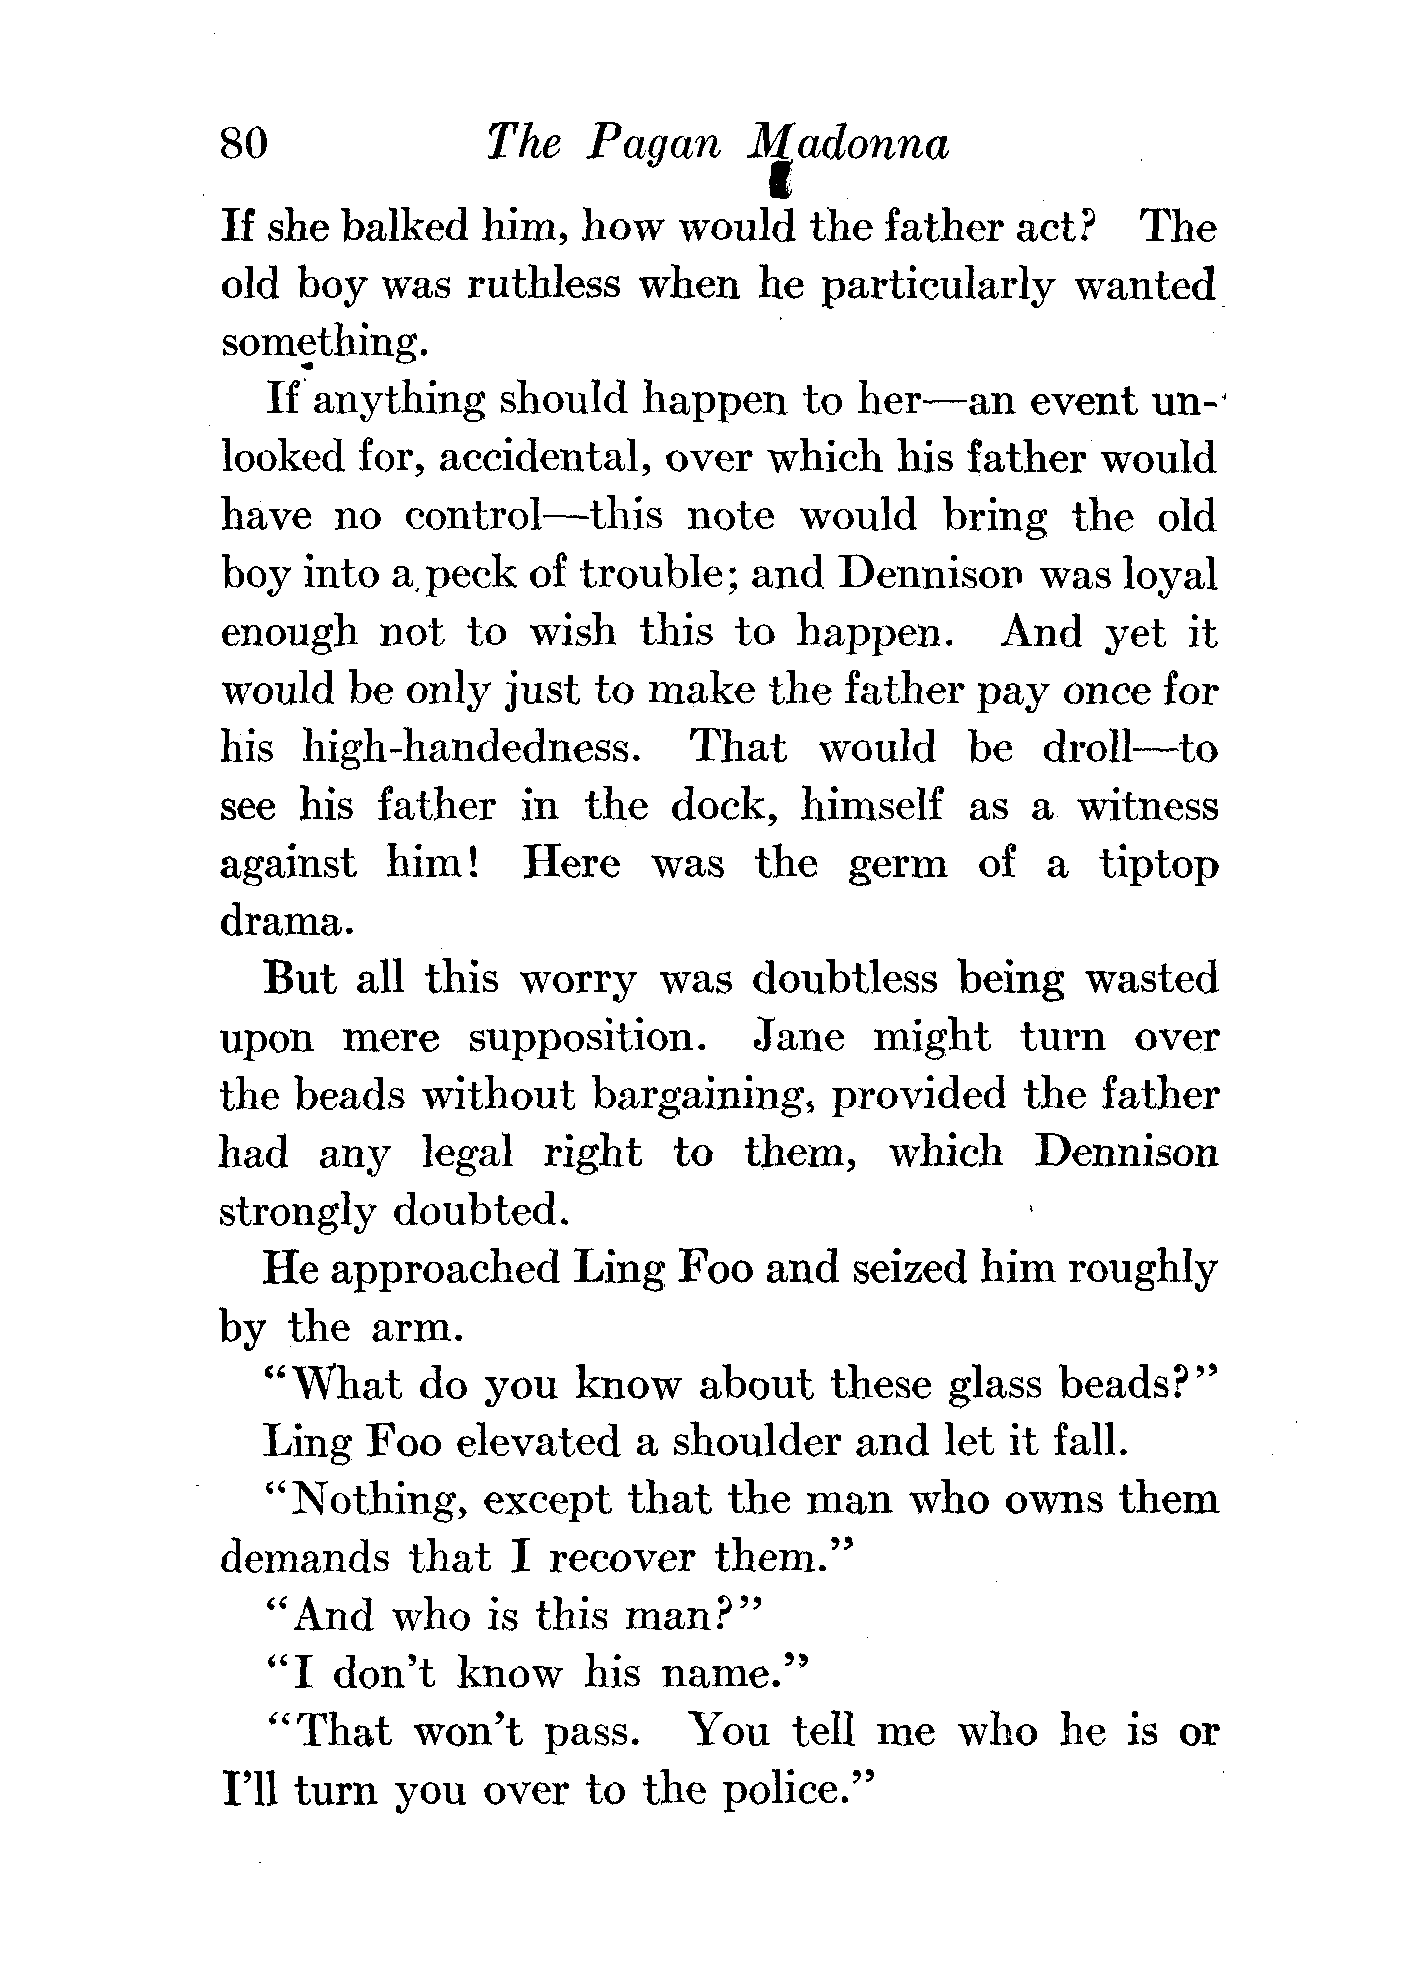 80 The Pagan Madonna
If she balked him, how would the father act? The
old boy was ruthless when he particularly wanted
something.
If anything should happen to her—an event un-
looked for, accidental, over which his father would
have no control—this note would bring the old
boy into a peck of trouble; and Dennison was loyal
enough not to wish this to happen. And yet it
would be only just to make the father pay once for
his high-handedness. That would be droll—to
see his father in the dock, himself as a witness
against him! Here was the germ of a tiptop
drama.
But all this worry was doubtless being wasted
upon mere supposition. Jane might turn over
the beads without bargaining, provided the father
had any legal right to them, which Dennison
strongly doubted.
He approached Ling Foo and seized him roughly
by the arm.
"What do you know about these glass beads?"
Ling Foo elevated a shoulder and let it fall.
"Nothing, except that the man who owns them
demands that I recover them."
"And who is this man?"
"I don't know his name."
"That won't pass. You tell me who he is or
I'll turn you over to the police."